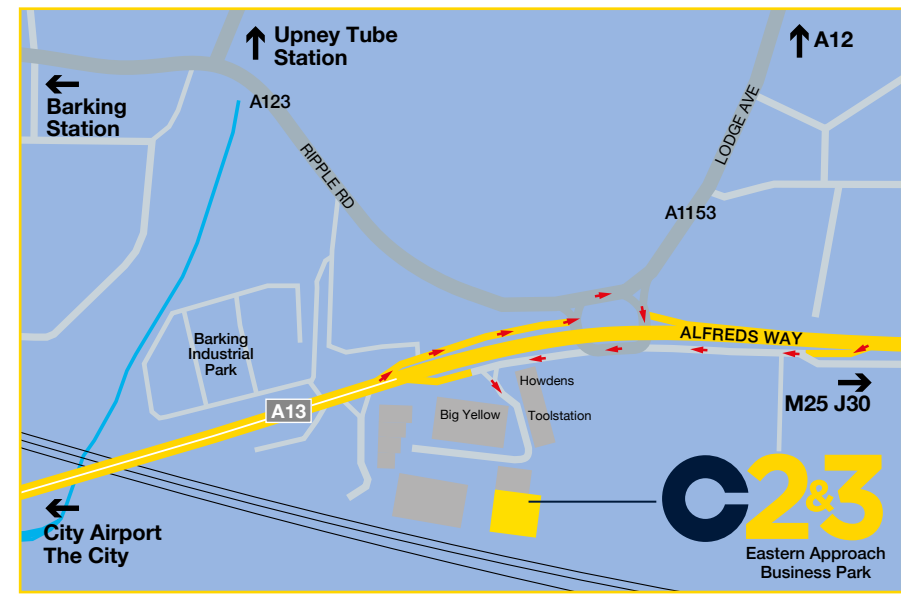 Upney Tube
Station
A12
Barking
Station
A123
RIPPLE RD
LODGE AVE
A1153
Barking
Industrial
Park
ALFREDS WAY
A13
Howdens
Big Yellow
Toolstation
M25 J30
City Airport
The City
C2&3
Eastern Approach
Business Park